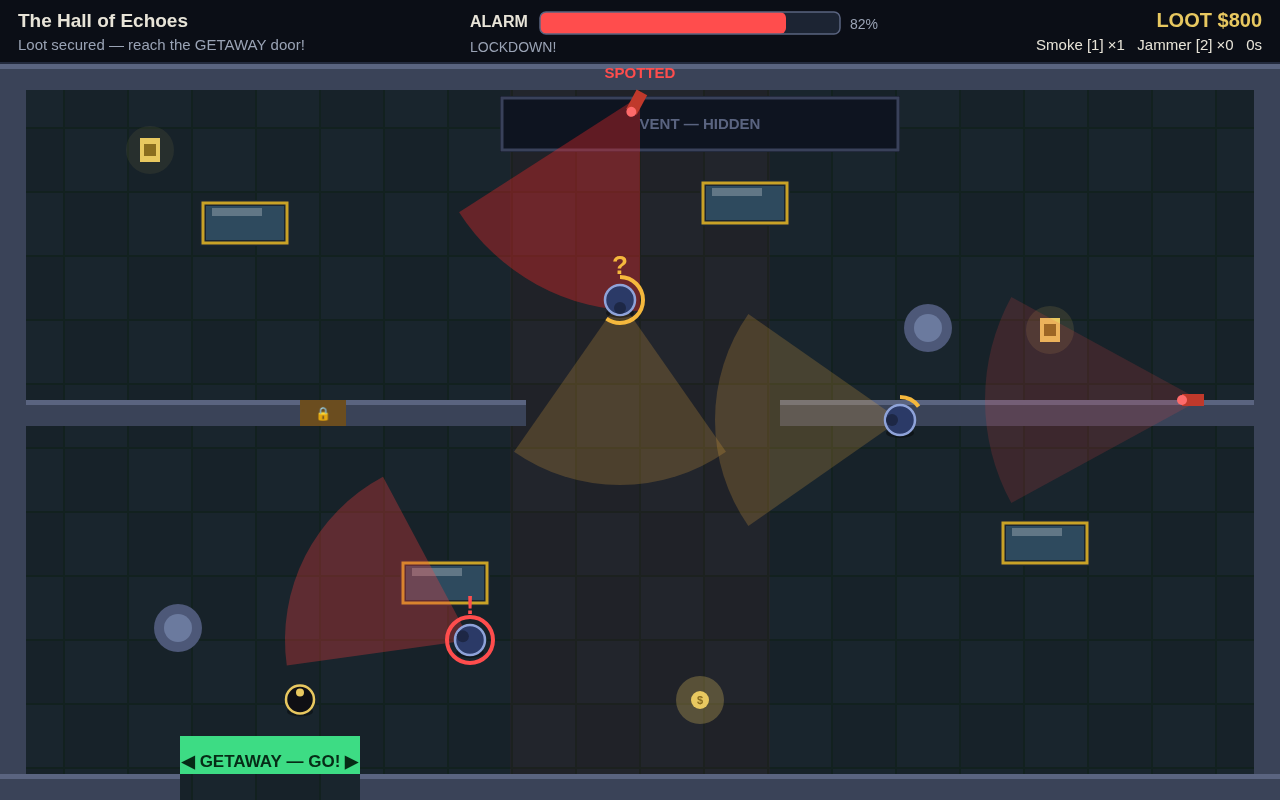 The Hall of Echoes
Loot secured — reach the GETAWAY door!
ALARM 82%
LOCKDOWN!
LOOT $800
Smoke [1] ×1 Jammer [2] ×0 0s
SPOTTED
VENT — HIDDEN
?
!
$
◀ GETAWAY — GO! ▶